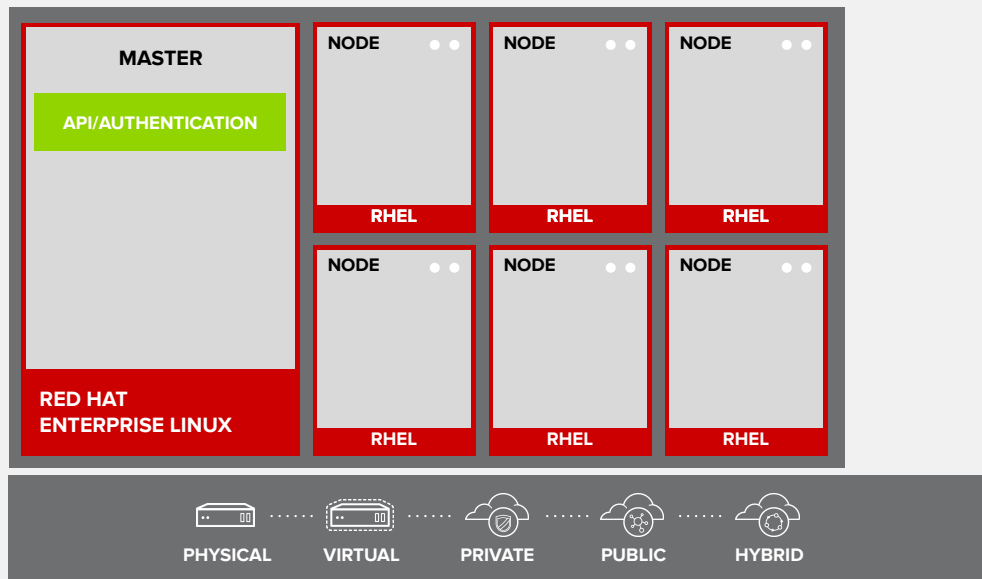 MASTER
API/AUTHENTICATION
RED HAT
ENTERPRISE LINUX
NODE
RHEL
NODE
RHEL
NODE
RHEL
NODE
RHEL
NODE
RHEL
NODE
RHEL
PHYSICAL
VIRTUAL
PRIVATE
PUBLIC
HYBRID